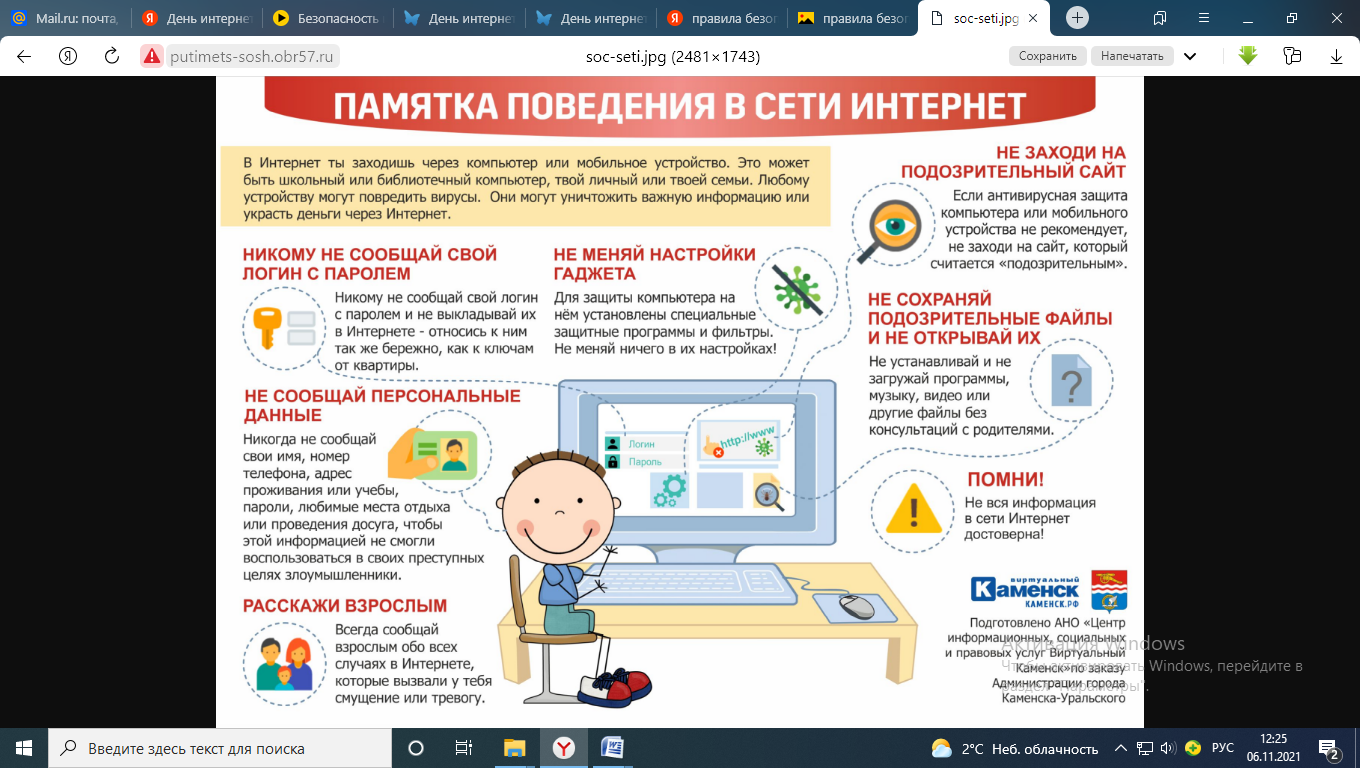 Mail.ru: почта,
День интернет
Безопасность
День интернет
День интернет
правила безоп
правила безоп
soc-seti.jpg
putimets-sosh.obr57.ru
soc-seti.jpg (2481×1743)
Сохранить
Напечатать
ПАМЯТКА ПОВЕДЕНИЯ В СЕТИ ИНТЕРНЕТ
В Интернет ты заходишь через компьютер или мобильное устройство. Это может
быть школьный или библиотечный компьютер, твой личный или твоей семьи. Любому
устройству могут повредить вирусы. Они могут уничтожить важную информацию или
украсть деньги через Интернет.
НЕ ЗАХОДИ НА
ПОДОЗРИТЕЛЬНЫЙ САЙТ
Если антивирусная защита
компьютера или мобильного
устройства не рекомендует,
не заходи на сайт, который
считается «подозрительным».
НИКОМУ НЕ СООБЩАЙ СВОЙ
ЛОГИН С ПАРОЛЕМ
Никому не сообщай свой логин
с паролем и не выкладывай их
в Интернете - относись к ним
так же бережно, как к ключам
от квартиры.
НЕ МЕНЯЙ НАСТРОЙКИ
ГАДЖЕТА
Для защиты компьютера на
нём установлены специальные
защитные программы и фильтры.
Не меняй ничего в их настройках!
НЕ СОХРАНЯЙ
ПОДОЗРИТЕЛЬНЫЕ ФАЙЛЫ
И НЕ ОТКРЫВАЙ ИХ
Не устанавливай и не
загружай программы,
музыку, видео или
другие файлы без
консультаций с родителями.
?
НЕ СООБЩАЙ ПЕРСОНАЛЬНЫЕ
ДАННЫЕ
Никогда не сообщай
свои имя, номер
телефона, адрес
проживания или учебы,
пароли, любимые места отдыха
или проведения досуга, чтобы
этой информацией не смогли
воспользоваться в своих преступных
целях злоумышленники.
Логин
Пароль
http://www
ПОМНИ!
Не вся информация
в сети Интернет
достоверна!
РАССКАЖИ ВЗРОСЛЫМ
Всегда сообщай
взрослым обо всех
случаях в Интернете,
которые вызвали у тебя
смущение или тревогу.
виртуальный
Каменск
КАМЕНСК.РФ
Подготовлено АНО «Центр
информационных, социальных
и правовых услуг Виртуальный
Каменск»по заказу
Администрации города
Каменска-Уральского
Активация Windows
Чтобы активировать Windows, перейдите в
раздел "Параметры".
Введите здесь текст для поиска
2°C Неб. облачность
РУС
12:25
06.11.2021
2